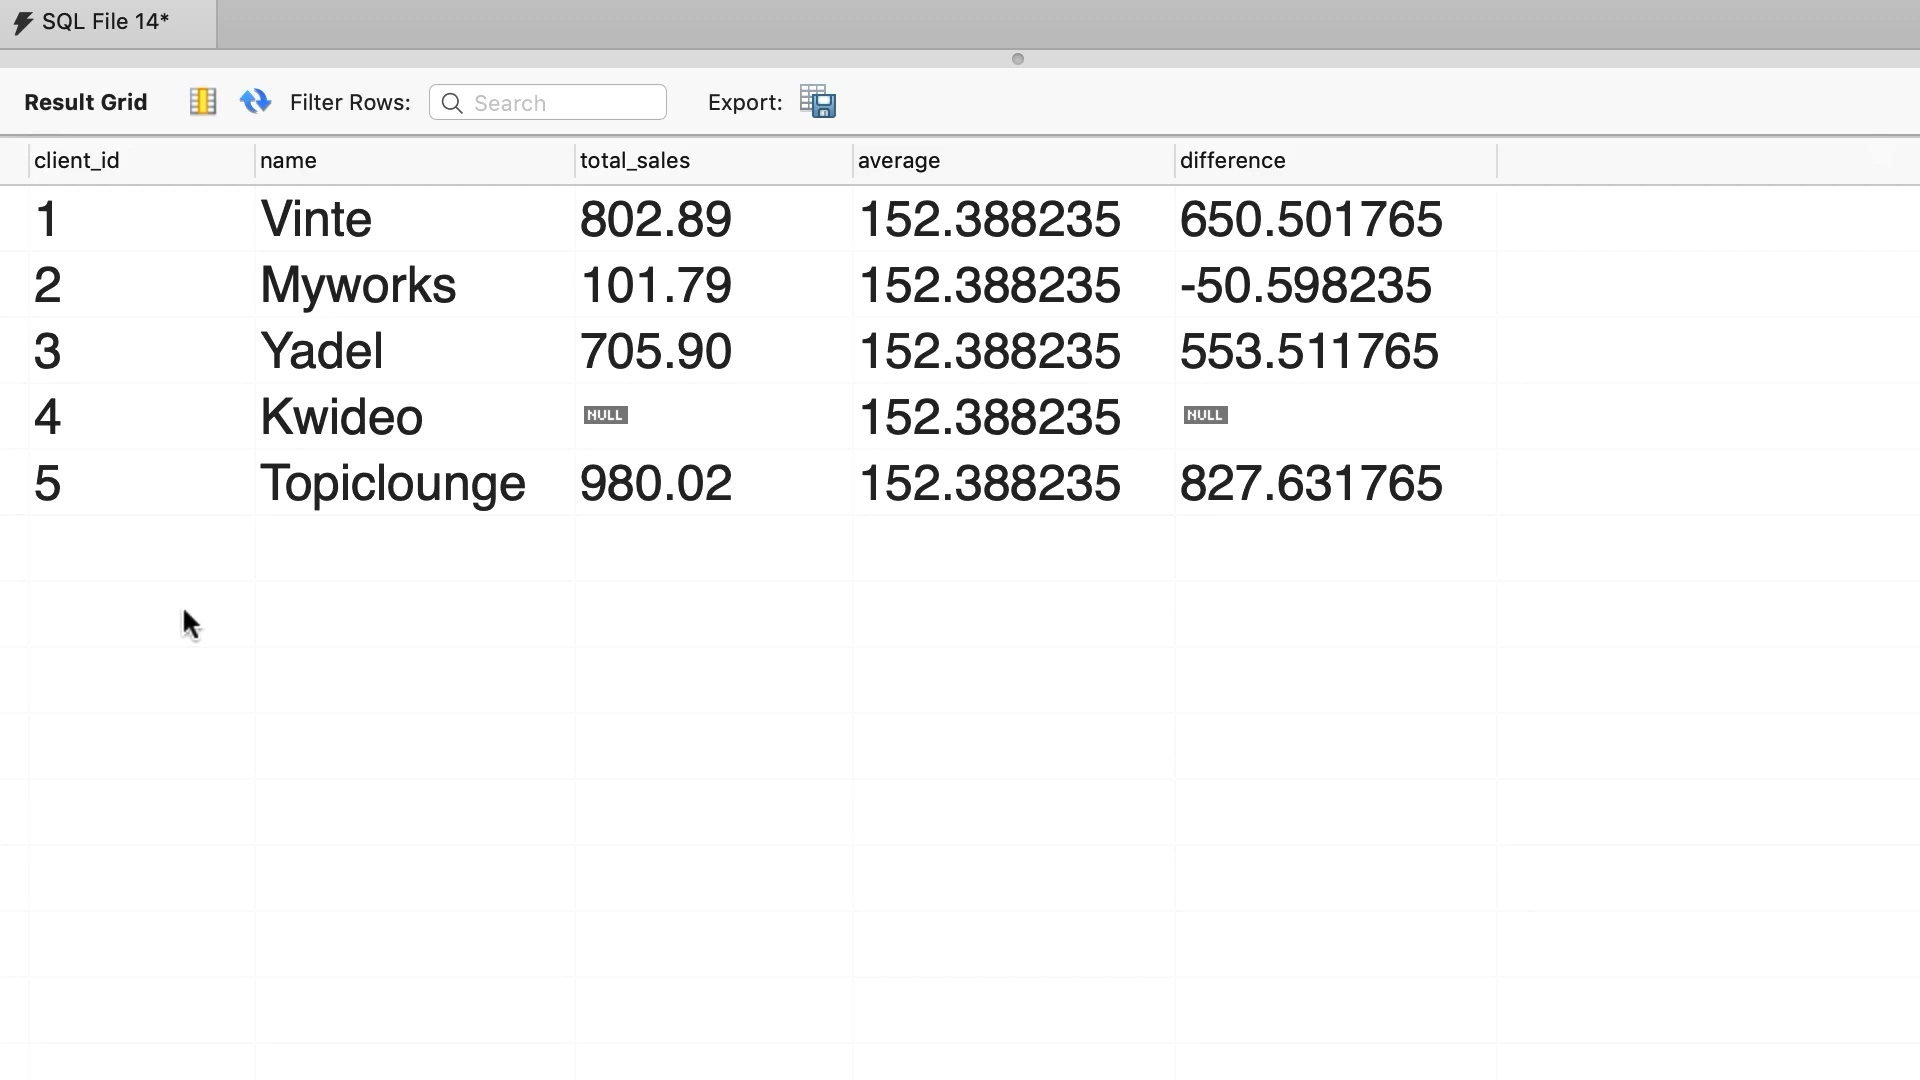 SQL File 14*
Result Grid Filter Rows: Search Export:
client_id name total_sales average difference
1 Vinte 802.89 152.388235 650.501765
2 Myworks 101.79 152.388235 -50.598235
3 Yadel 705.90 152.388235 553.511765
4 Kwideo NULL 152.388235 NULL
5 Topiclounge 980.02 152.388235 827.631765